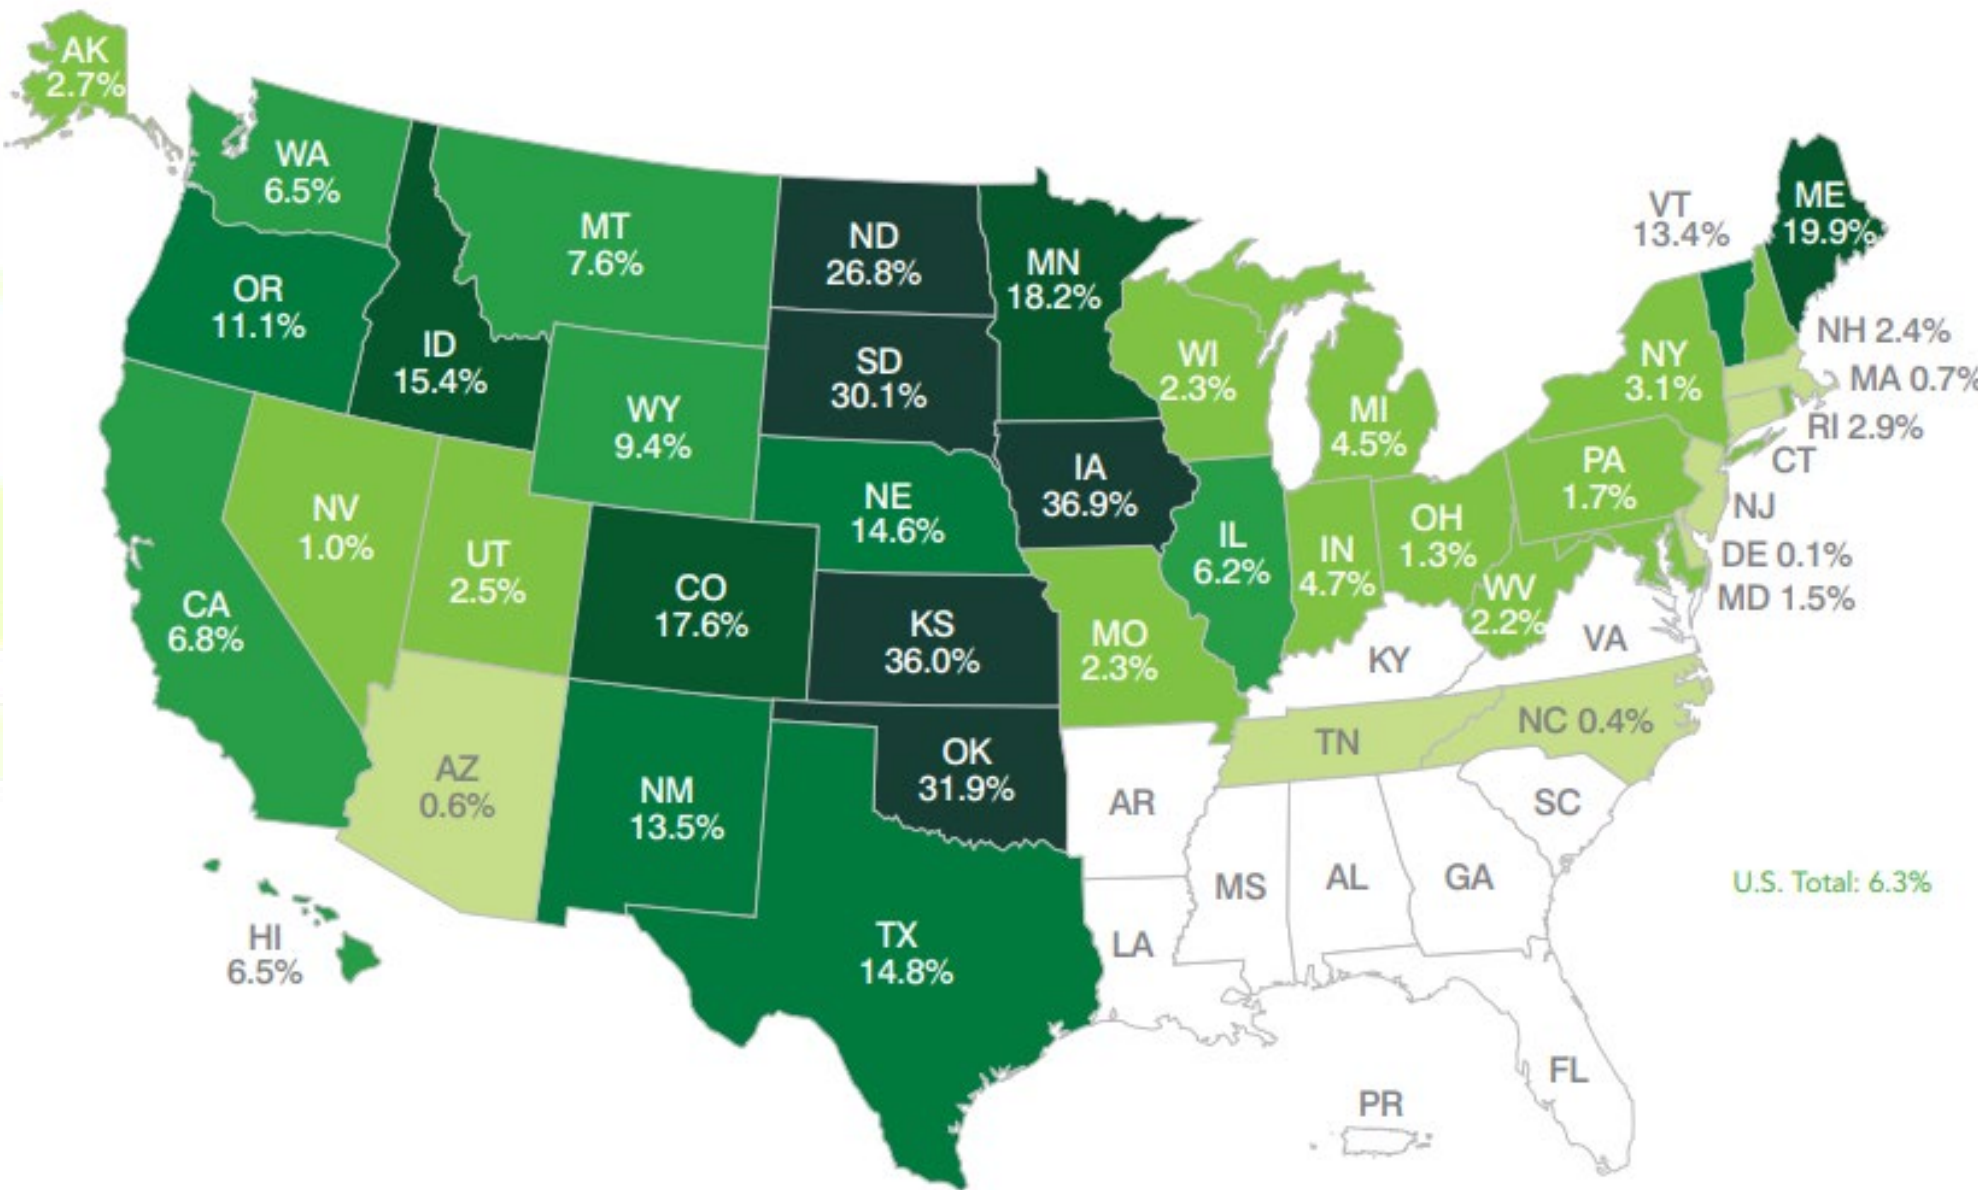 AK
2.7%
WA
6.5%
OR
11.1%
ID
15.4%
MT
7.6%
WY
9.4%
ND
26.8%
SD
30.1%
MN
18.2%
NE
14.6%
IA
36.9%
WI
2.3%
MI
4.5%
NY
3.1%
VT
13.4%
ME
19.9%
NH 2.4%
MA 0.7%
RI 2.9%
CT
PA
1.7%
NJ
DE 0.1%
MD 1.5%
NV
1.0%
UT
2.5%
CO
17.6%
KS
36.0%
MO
2.3%
IL
6.2%
IN
4.7%
OH
1.3%
WV
2.2%
VA
KY
CA
6.8%
AZ
0.6%
NM
13.5%
OK
31.9%
AR
TN
NC 0.4%
SC
MS
AL
GA
LA
TX
14.8%
HI
6.5%
FL
PR
U.S. Total: 6.3%